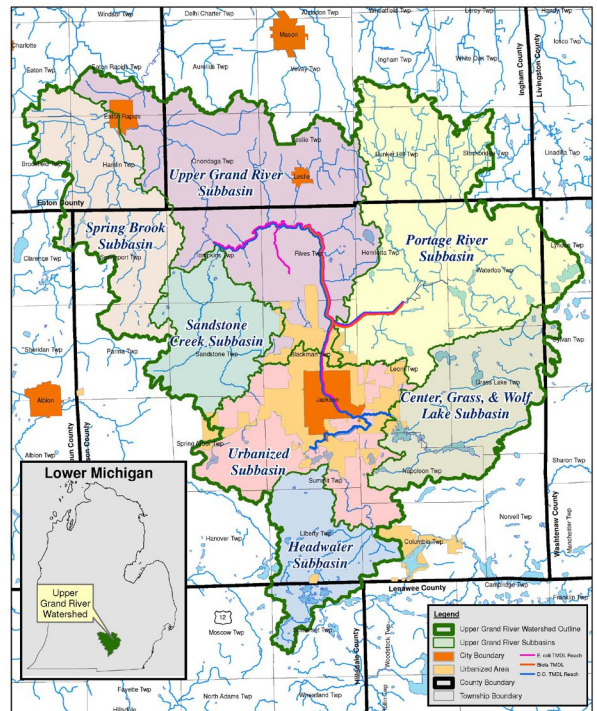 Windsor Twp
Delhi Charter Twp
Alaiedon Twp
Wheatfield Twp
Leroy Twp
Handy Twp
Charlotte
Mason
Iosco Twp
Eaton Twp
Eaton Rapids Twp
Aurelius Twp
Vevay Twp
Ingham Twp
White Oak Twp
Ingham County
Livingston County
Eaton Rapids
Leslie Twp
Brookfield Twp
Hamlin Twp
Onondaga Twp
Bunker Hill Twp
Stockbridge Twp
Unadilla Twp
Upper Grand River
Subbasin
Leslie
Eaton County
Spring Brook
Subbasin
Springport Twp
Clarence Twp
Tompkins Twp
Rives Twp
Henrietta Twp
Portage River
Subbasin
Waterloo Twp
Lyndon Twp
Sandstone
Creek Subbasin
Sheridan Twp
Parma Twp
Sandstone Twp
Blackman Twp
Leoni Twp
Grass Lake Twp
Sylvan Twp
Albion
Jackson
Center, Grass, & Wolf
Lake Subbasin
Albion Twp
Spring Arbor Twp
Urbanized
Subbasin
Summit Twp
Napoleon Twp
Sharon Twp
Norvell Twp
Washtenaw County
Manchester Twp
Hanover Twp
Liberty Twp
Columbia Twp
Headwater
Subbasin
Lenawee County
Cambridge Twp
Franklin Twp
Lower Michigan
Upper
Grand River
Watershed
12
Moscow Twp
Somerset Twp
Hillsdale County
Woodstock Twp
Fayette Twp
Hillsdale
North Adams Twp
Wheatland Twp
Legend
Upper Grand River Watershed Outline
Upper Grand River Subbasins
City Boundary
Urbanized Area
County Boundary
Township Boundary
E. coli TMDL Reach
Biota TMDL
D.O. TMDL Reach